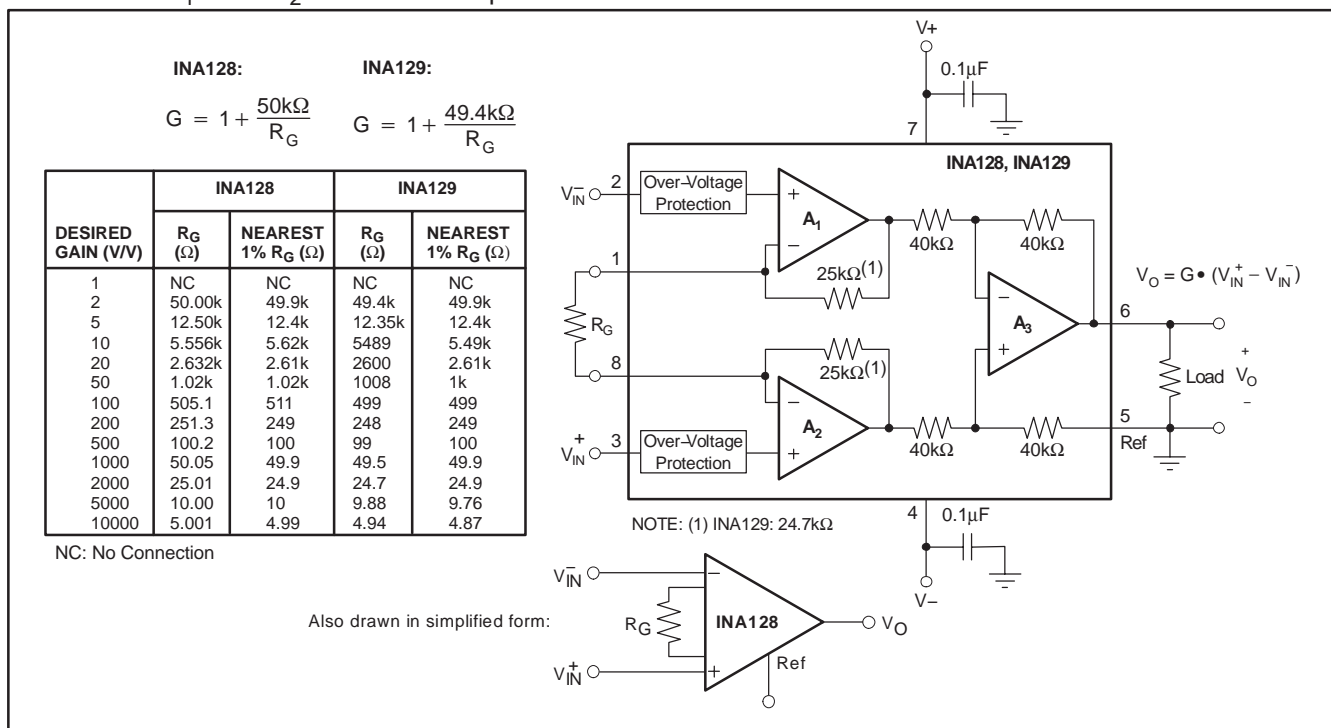 INA128:
G = 1 + 50kΩ / R_G
INA129:
G = 1 + 49.4kΩ / R_G
INA128 INA129
DESIRED GAIN (V/V) R_G (Ω) NEAREST 1% R_G (Ω) R_G (Ω) NEAREST 1% R_G (Ω)
1 NC NC NC NC
2 50.00k 49.9k 49.4k 49.9k
5 12.50k 12.4k 12.35k 12.4k
10 5.556k 5.62k 5489 5.49k
20 2.632k 2.61k 2600 2.61k
50 1.02k 1.02k 1008 1k
100 505.1 511 499 499
200 251.3 249 248 249
500 100.2 100 99 100
1000 50.05 49.9 49.5 49.9
2000 25.01 24.9 24.7 24.9
5000 10.00 10 9.88 9.76
10000 5.001 4.99 4.94 4.87
NC: No Connection
V+
0.1µF
7
INA128, INA129
V⁻IN
2
Over−Voltage
Protection
+
A1
−
40kΩ
40kΩ
1
25kΩ(1)
R_G
V_O = G • (V⁺IN − V⁻IN)
−
A3
+
6
8
25kΩ(1)
−
A2
+
+
Load V_O
−
V⁺IN
3
Over−Voltage
Protection
40kΩ
40kΩ
5
Ref
4
0.1µF
V−
NOTE: (1) INA129: 24.7kΩ
Also drawn in simplified form:
V⁻IN
−
R_G
INA128
V_O
+
V⁺IN
Ref